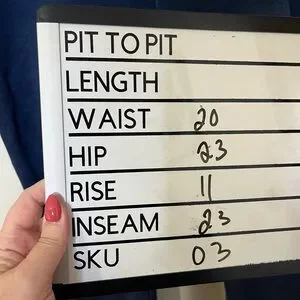 PIT TO PIT
LENGTH
WAIST 20
HIP 23
RISE 11
INSEAM 23
SKU 03